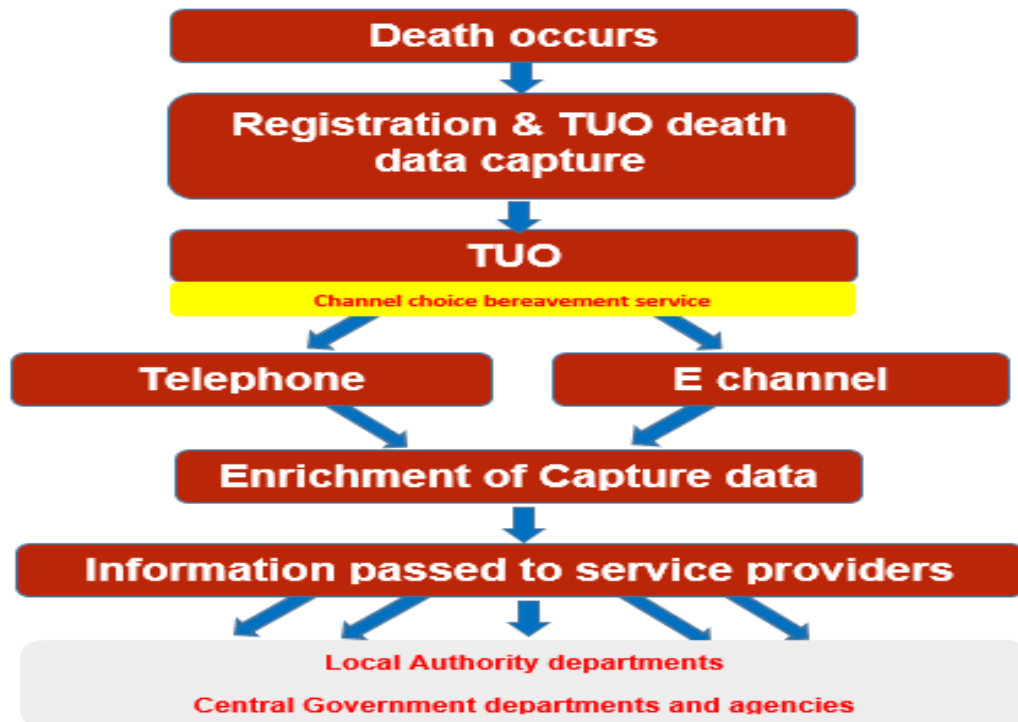 Death occurs
Registration & TUO death
data capture
TUO
Channel choice bereavement service
Telephone
E channel
Enrichment of Capture data
Information passed to service providers
Local Authority departments
Central Government departments and agencies